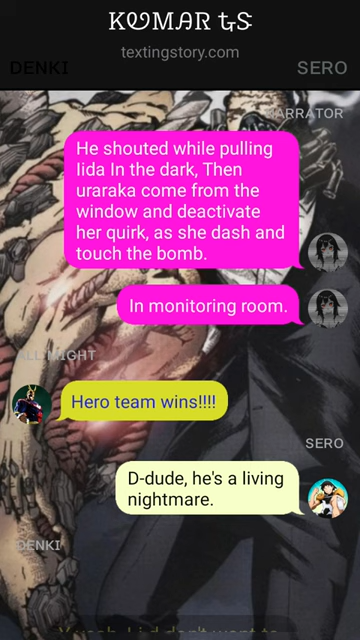 KUMAR GS
textingstory.com
DENKI
SERO
NARRATOR
He shouted while pulling
Iida In the dark, Then
uraraka come from the
window and deactivate
her quirk, as she dash and
touch the bomb.
In monitoring room.
ALL MIGHT
Hero team wins!!!!
SERO
D-dude, he's a living
nightmare.
DENKI